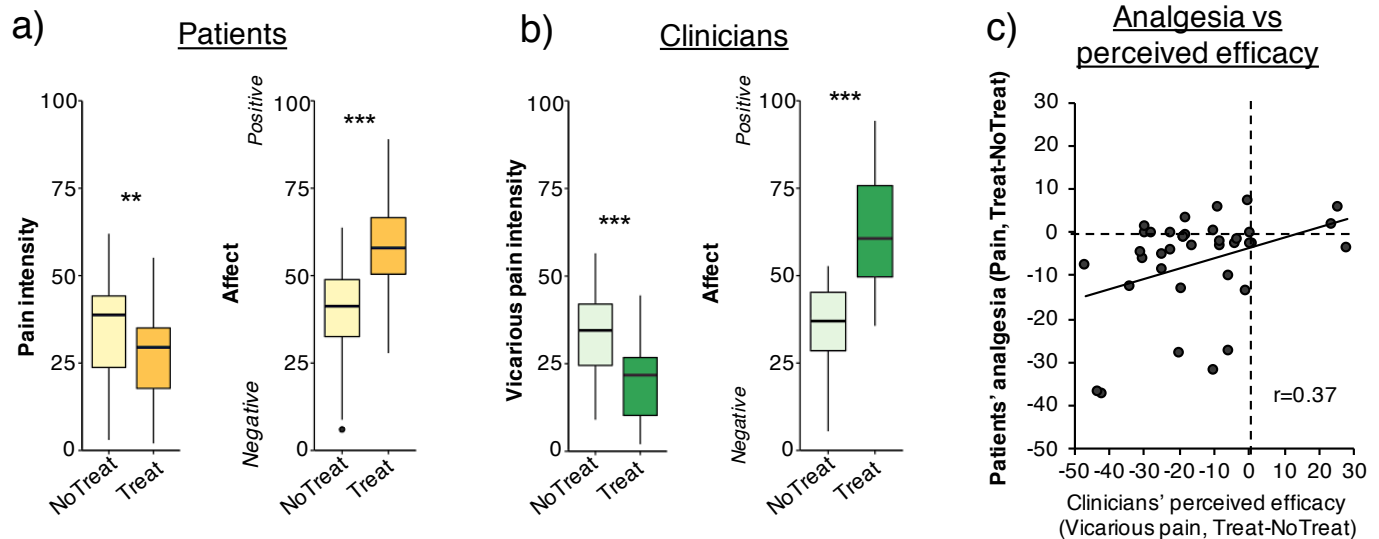 a)
Patients
Pain intensity
100
75
50
25
0
**
NoTreat
Treat
Affect
Positive
Negative
100
75
50
25
0
***
NoTreat
Treat
b)
Clinicians
Vicarious pain intensity
100
75
50
25
0
***
NoTreat
Treat
Affect
Positive
Negative
100
75
50
25
0
***
NoTreat
Treat
c)
Analgesia vs
perceived efficacy
Patients' analgesia (Pain, Treat-NoTreat)
30
20
10
0
-10
-20
-30
-40
-50
r=0.37
-50 -40 -30 -20 -10 0 10 20 30
Clinicians' perceived efficacy
(Vicarious pain, Treat-NoTreat)